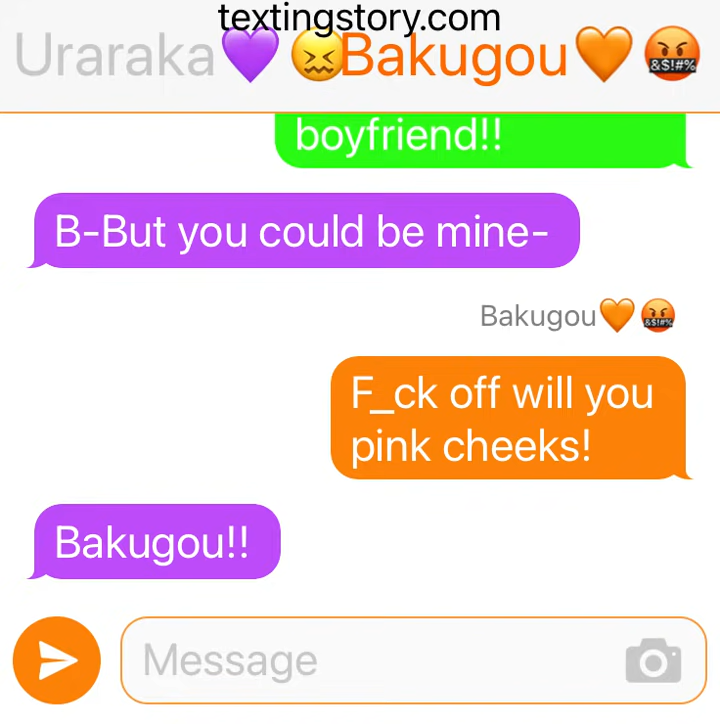 textingstory.com
Uraraka💜😖Bakugou🧡🤬
boyfriend!!
B-But you could be mine-
Bakugou🧡🤬
F_ck off will you
pink cheeks!
Bakugou!!
Message